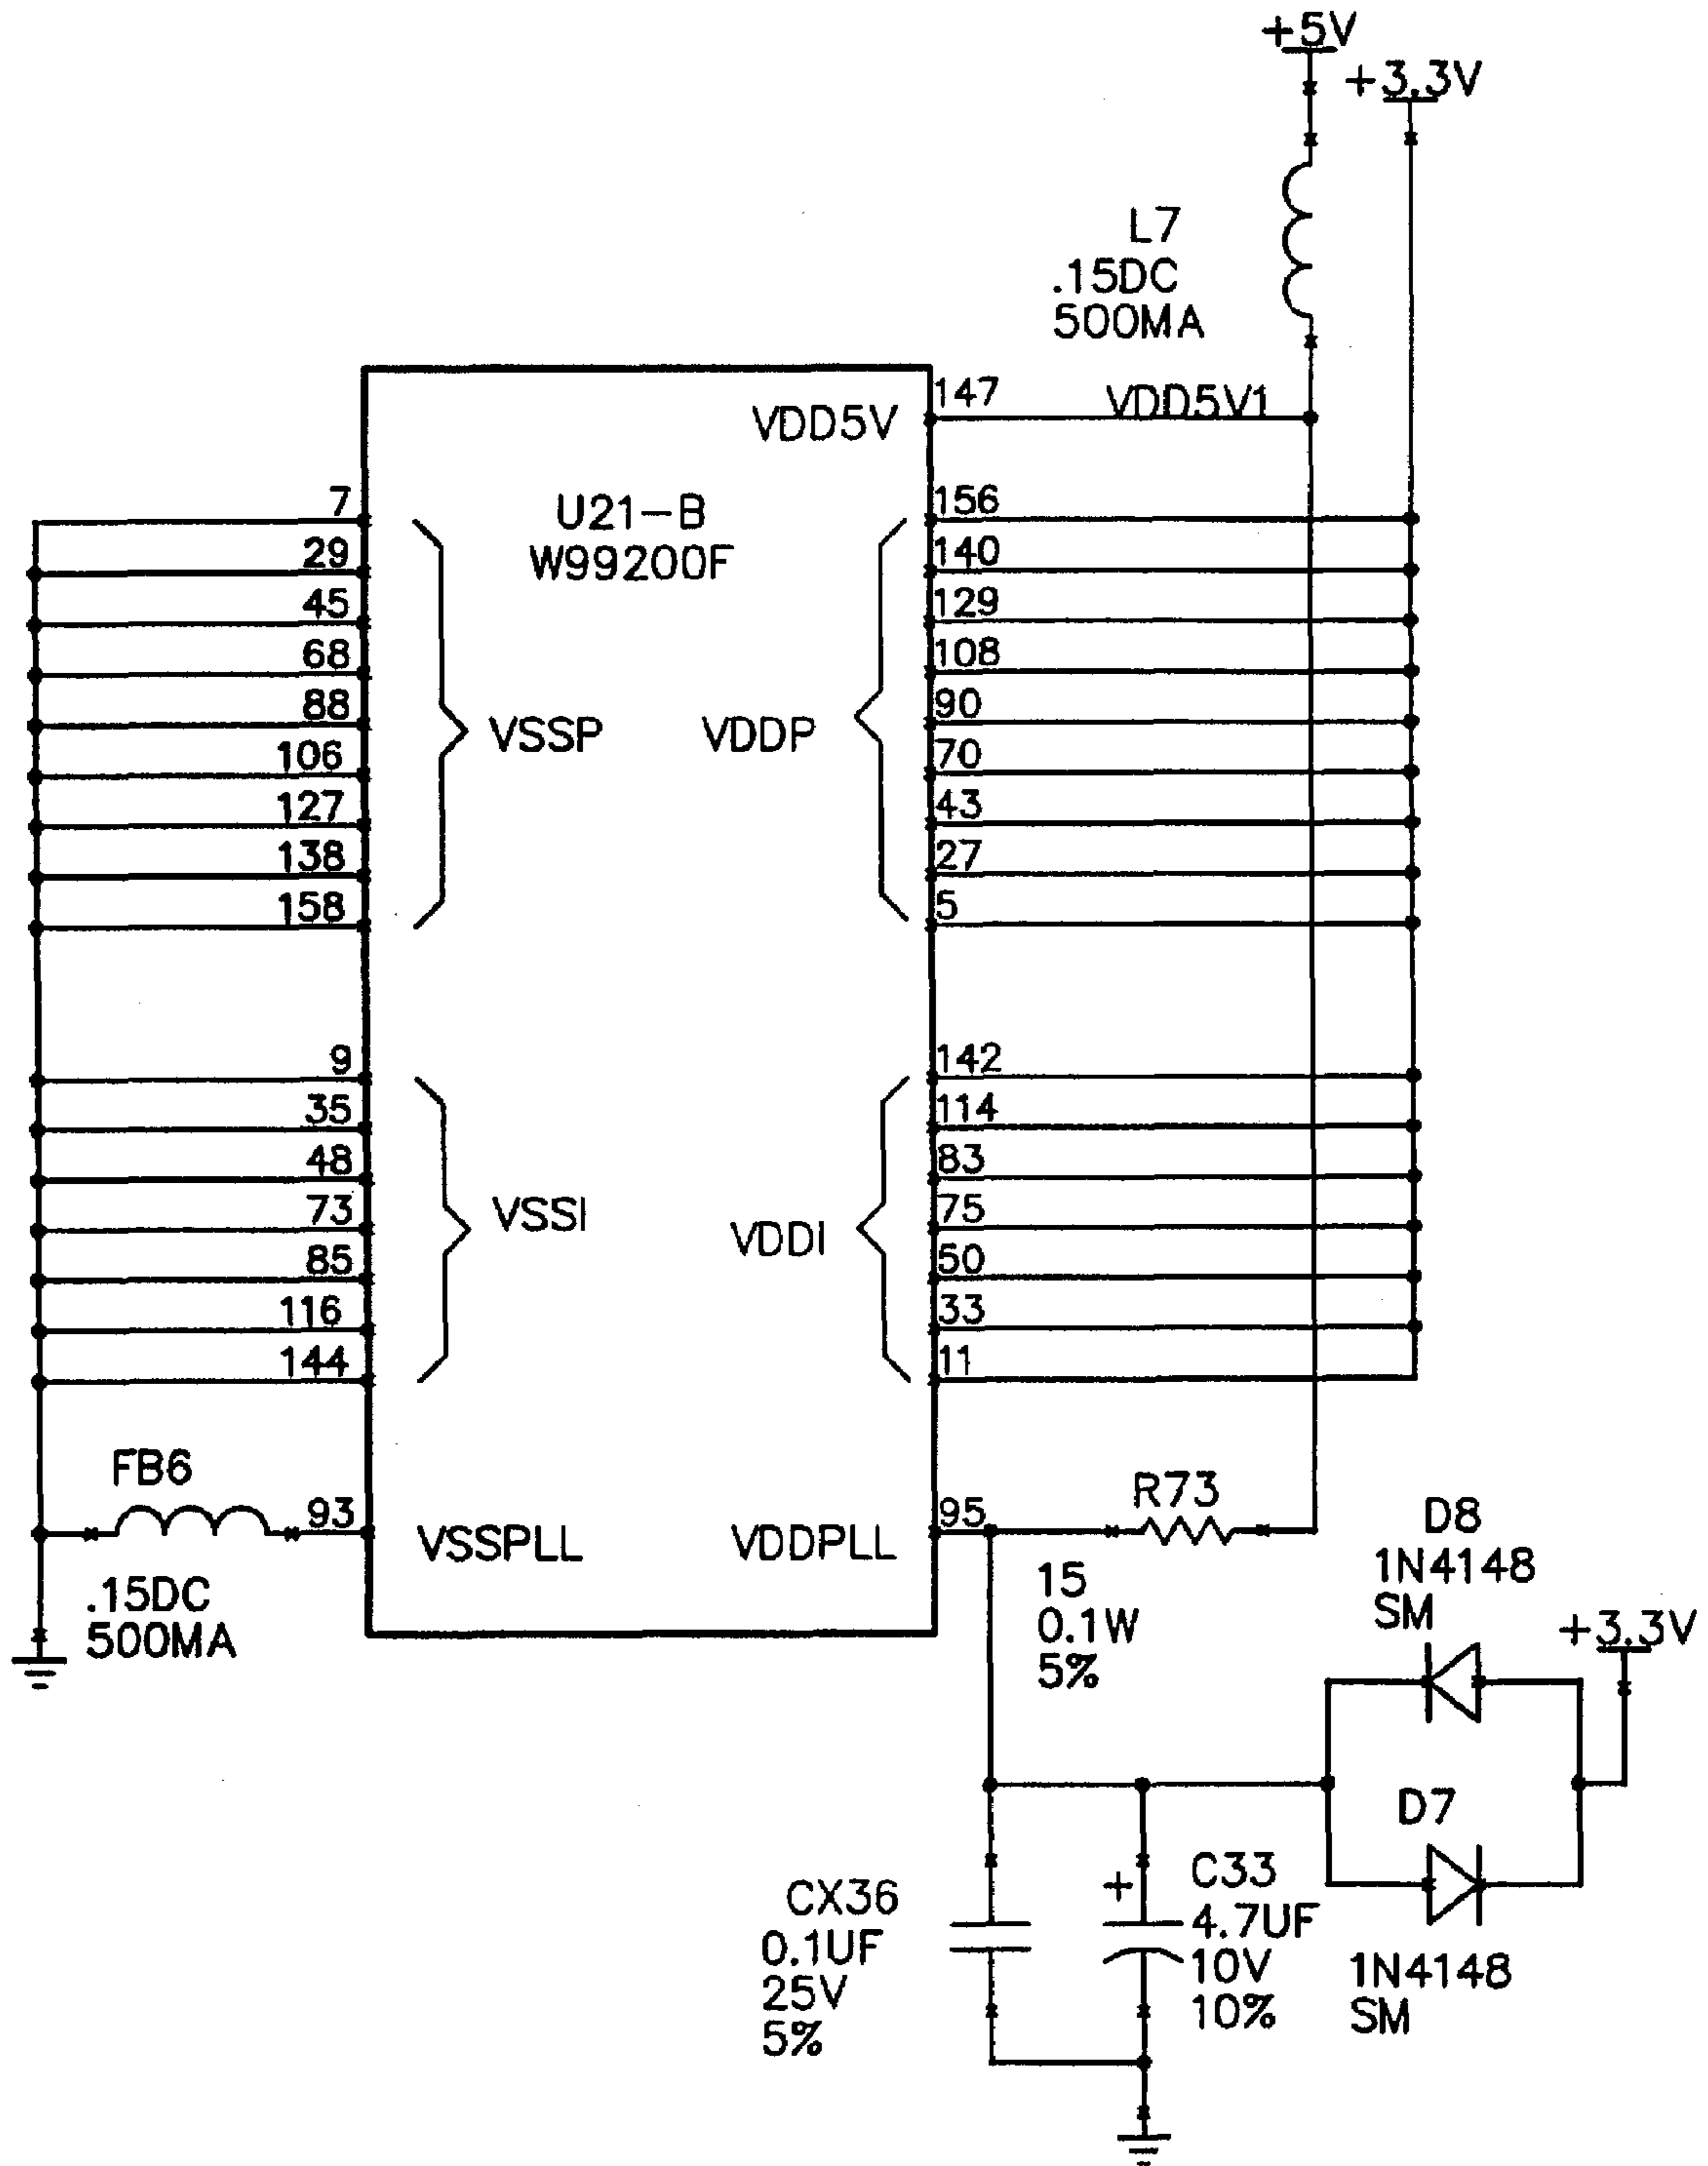 +5V
+3.3V
L7
.15DC
500MA
147
VDD5V
VDD5V1
U21-B
W99200F
7
29
45
68
88
106
127
138
158
VSSP
VDDP
156
140
129
108
90
70
43
27
5
9
35
48
73
85
116
144
VSSI
VDDI
142
114
83
75
50
33
11
FB6
93
VSSPLL
.15DC
500MA
VDDPLL
95
R73
15
0.1W
5%
D8
1N4148
SM
+3.3V
D7
1N4148
SM
CX36
0.1UF
25V
5%
+
C33
4.7UF
10V
10%